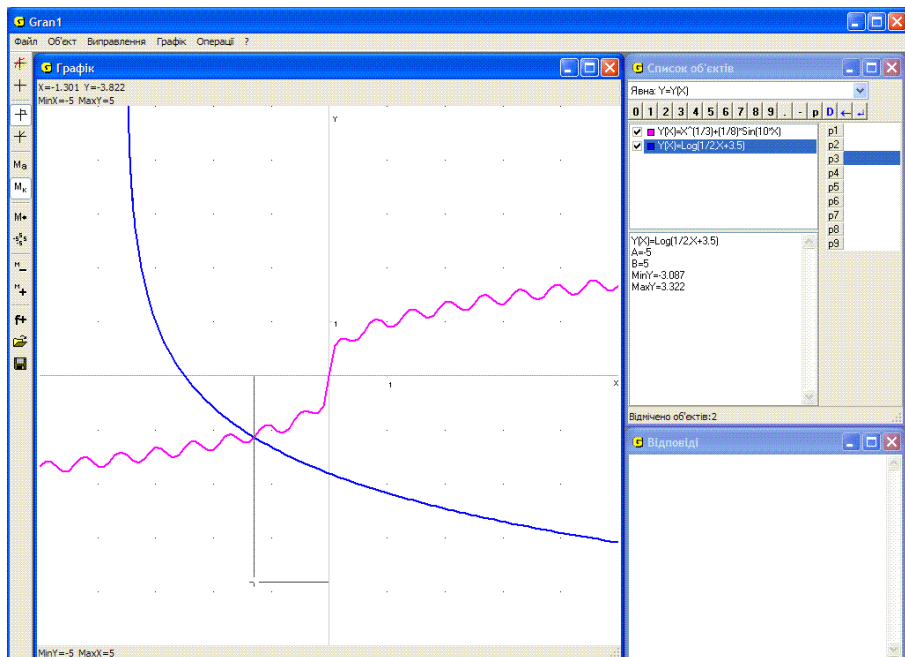 Gran1
Файл Об'єкт Виправлення Графік Операції ?
Графік
X=-1.301 Y=-3.822
MinX=-5 MaxY=5
Y
1
1
X
MinY=-5 MaxX=5
Ma
Mк
M
M
M
f+
Список об'єктів
Явна: Y=Y(X)
0 1 2 3 4 5 6 7 8 9 . - p D ←
Y(X)=X^(1/3)+(1/8)*Sin(10*X)
Y(X)=Log(1/2,X+3.5)
p1
p2
p3
p4
p5
p6
p7
p8
p9
Y(X)=Log(1/2,X+3.5)
A=-5
B=5
MinY=-3.087
MaxY=3.322
Відмічено об'єктів:2
Відповіді